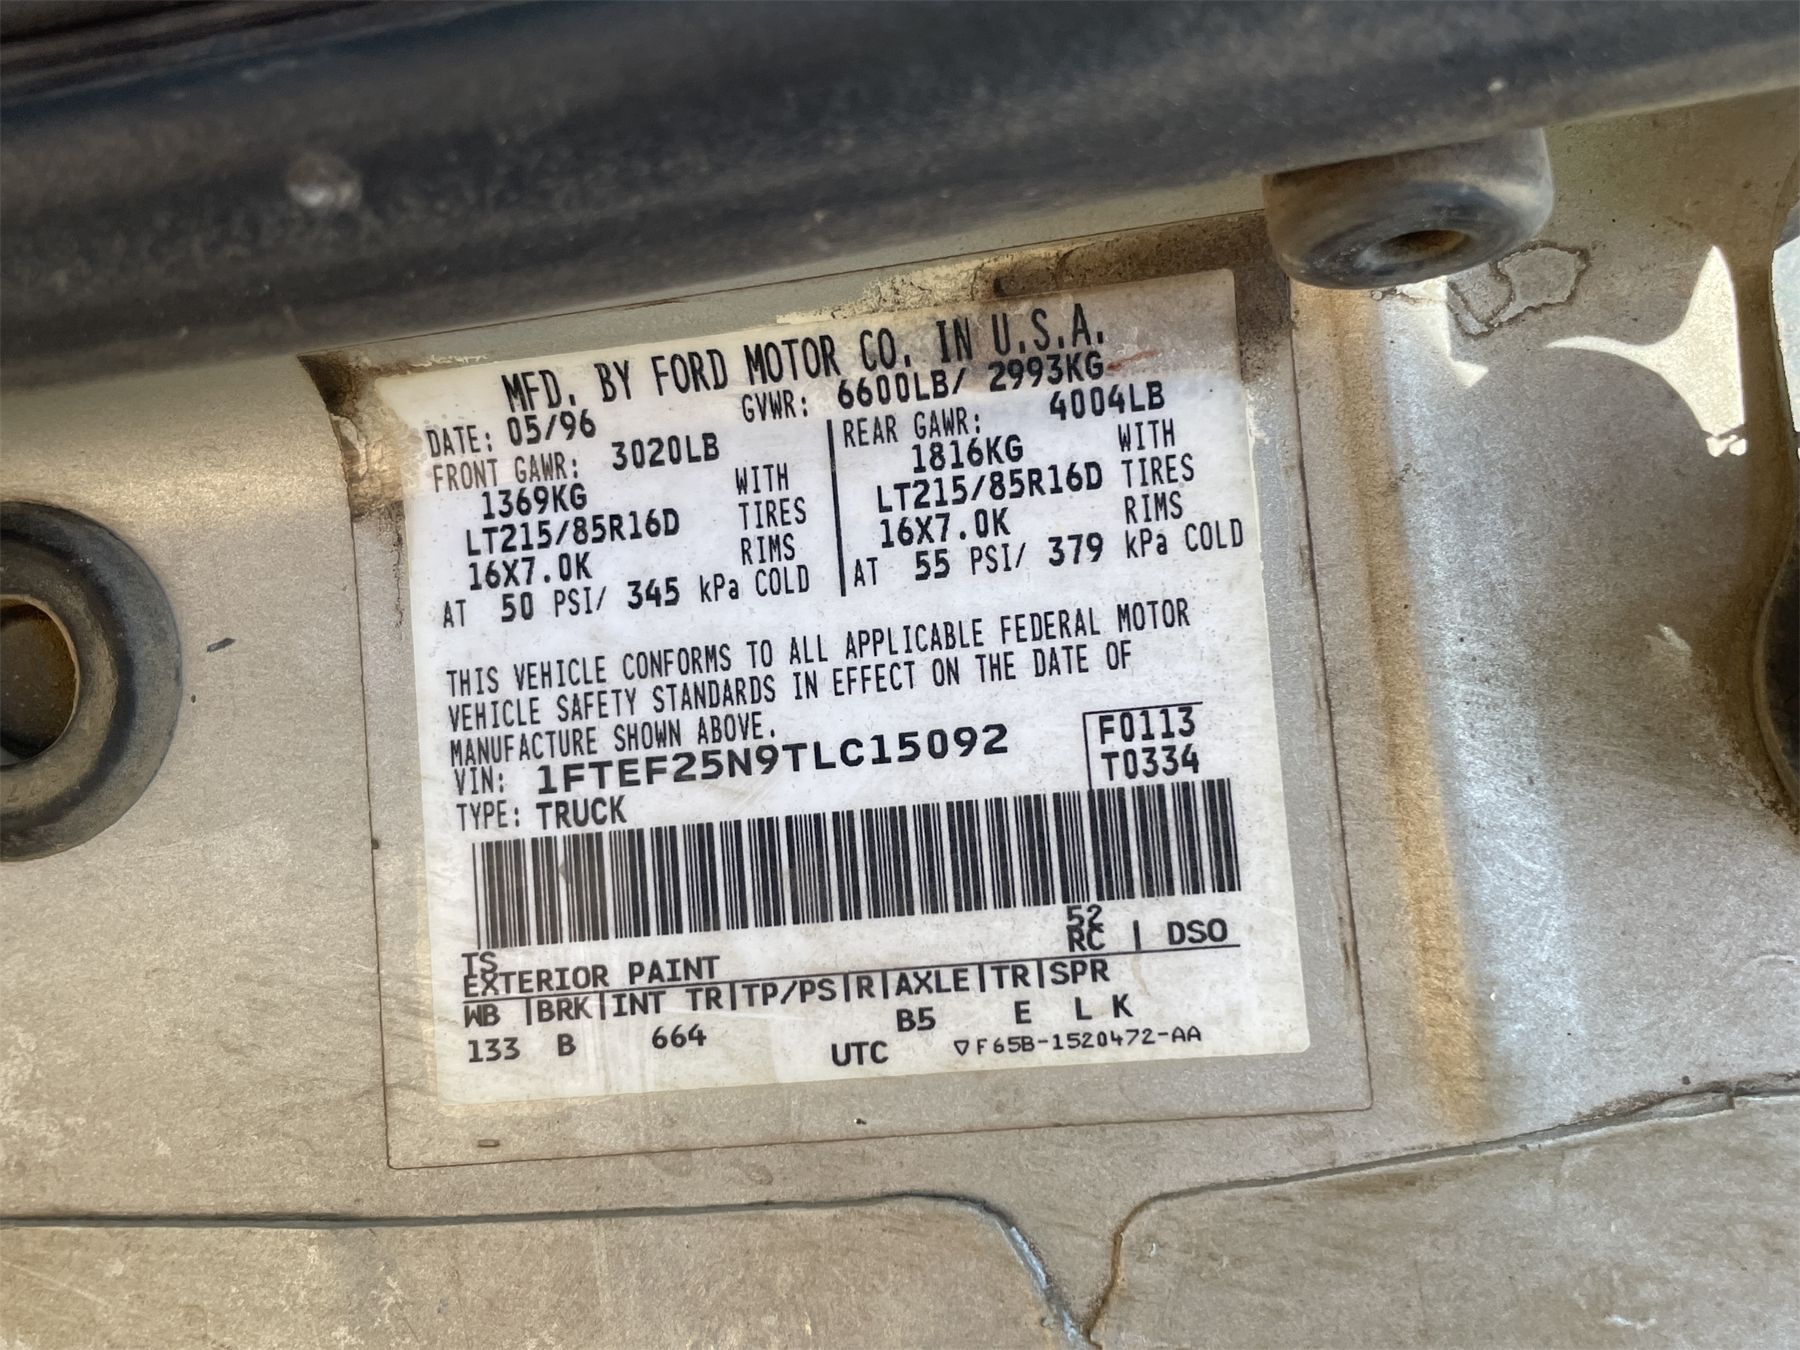 MFD. BY FORD MOTOR CO. IN U.S.A.
DATE: 05/96 GVWR: 6600LB/ 2993KG
FRONT GAWR: 3020LB REAR GAWR: 4004LB
1369KG WITH 1816KG WITH
LT215/85R16D TIRES LT215/85R16D TIRES
16X7.0K RIMS 16X7.0K RIMS
AT 50 PSI/ 345 kPa COLD AT 55 PSI/ 379 kPa COLD
THIS VEHICLE CONFORMS TO ALL APPLICABLE FEDERAL MOTOR
VEHICLE SAFETY STANDARDS IN EFFECT ON THE DATE OF
MANUFACTURE SHOWN ABOVE.
VIN: 1FTEF25N9TLC15092 F0113
TYPE: TRUCK T0334
TS 52
EXTERIOR PAINT RC | DSO
WB |BRK|INT TR|TP/PS|R|AXLE|TR|SPR
133 B 664 B5 E L K
UTC ▽F65B-1520472-AA